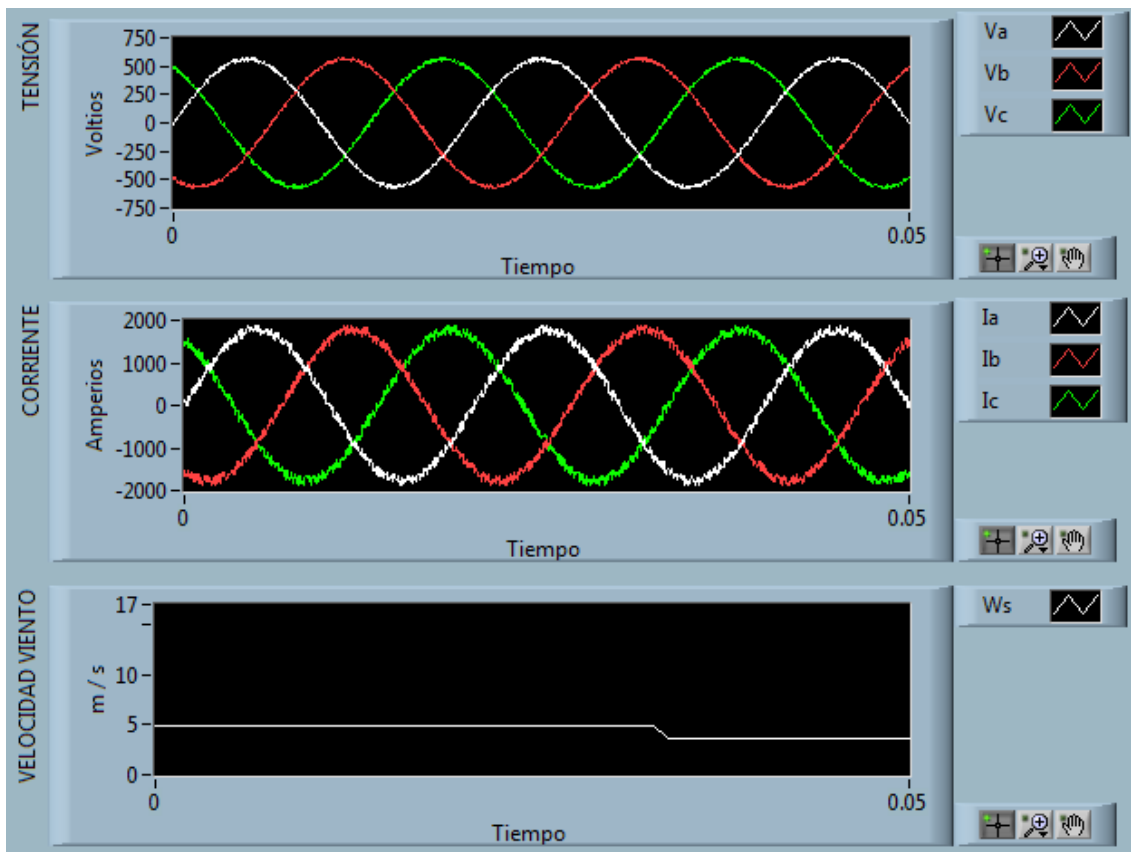 TENSIÓN
Voltios
750
500
250
0
-250
-500
-750
0
0.05
Tiempo
Va
Vb
Vc
CORRIENTE
Amperios
2000
1000
0
-1000
-2000
0
0.05
Tiempo
Ia
Ib
Ic
VELOCIDAD VIENTO
m / s
17
10
5
0
0
0.05
Tiempo
Ws